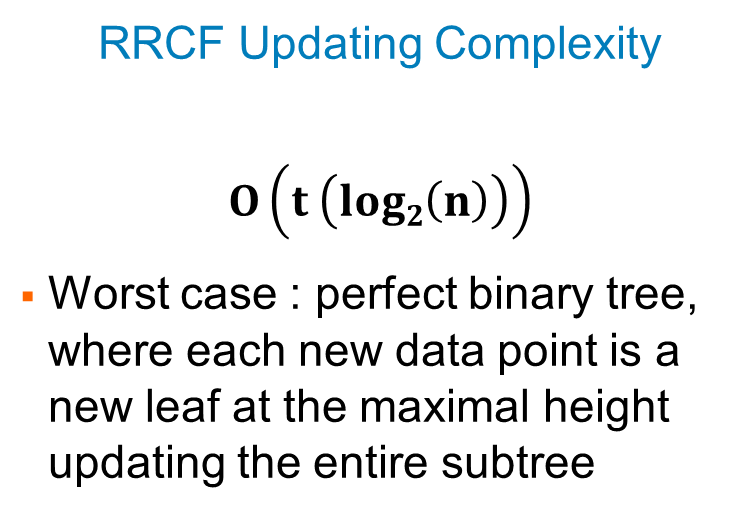 RRCF Updating Complexity
O(t(log₂(n)))
▪ Worst case : perfect binary tree,
where each new data point is a
new leaf at the maximal height
updating the entire subtree